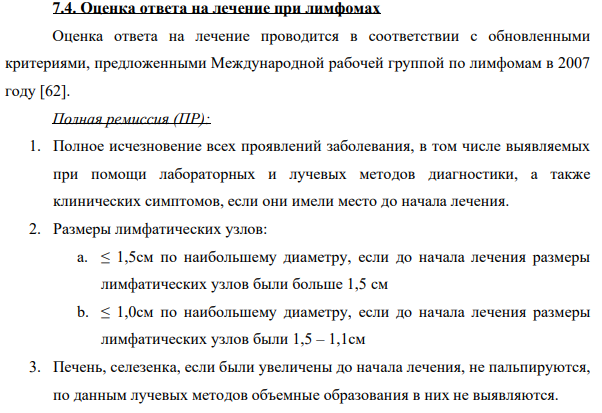 7.4. Оценка ответа на лечение при лимфомах
Оценка ответа на лечение проводится в соответствии с обновленными
критериями, предложенными Международной рабочей группой по лимфомам в 2007
году [62].
Полная ремиссия (ПР):
1. Полное исчезновение всех проявлений заболевания, в том числе выявляемых
при помощи лабораторных и лучевых методов диагностики, а также
клинических симптомов, если они имели место до начала лечения.
2. Размеры лимфатических узлов:
a. ≤ 1,5см по наибольшему диаметру, если до начала лечения размеры
лимфатических узлов были больше 1,5 см
b. ≤ 1,0см по наибольшему диаметру, если до начала лечения размеры
лимфатических узлов были 1,5 – 1,1см
3. Печень, селезенка, если были увеличены до начала лечения, не пальпируются,
по данным лучевых методов объемные образования в них не выявляются.